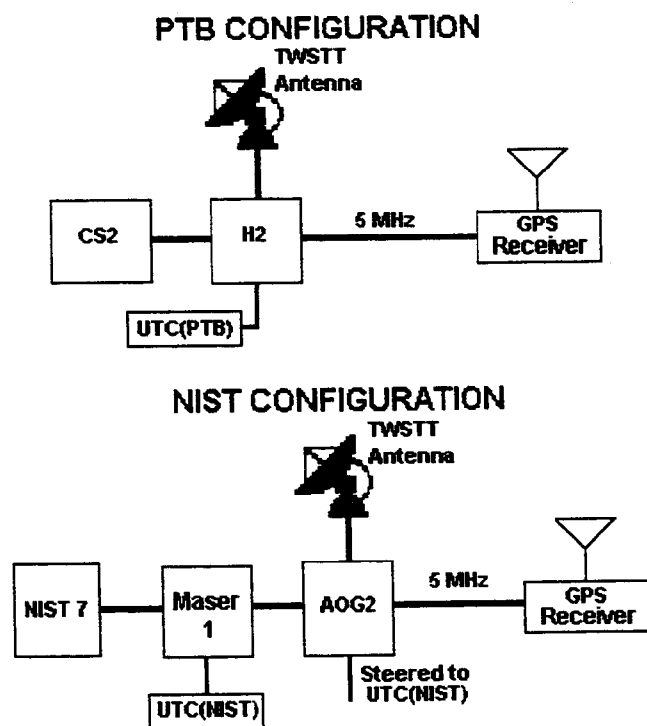 PTB CONFIGURATION
TWSTT
Antenna
CS2
H2
5 MHz
GPS
Receiver
UTC(PTB)
NIST CONFIGURATION
TWSTT
Antenna
NIST 7
Maser
1
AOG2
5 MHz
GPS
Receiver
UTC(NIST)
Steered to
UTC(NIST)